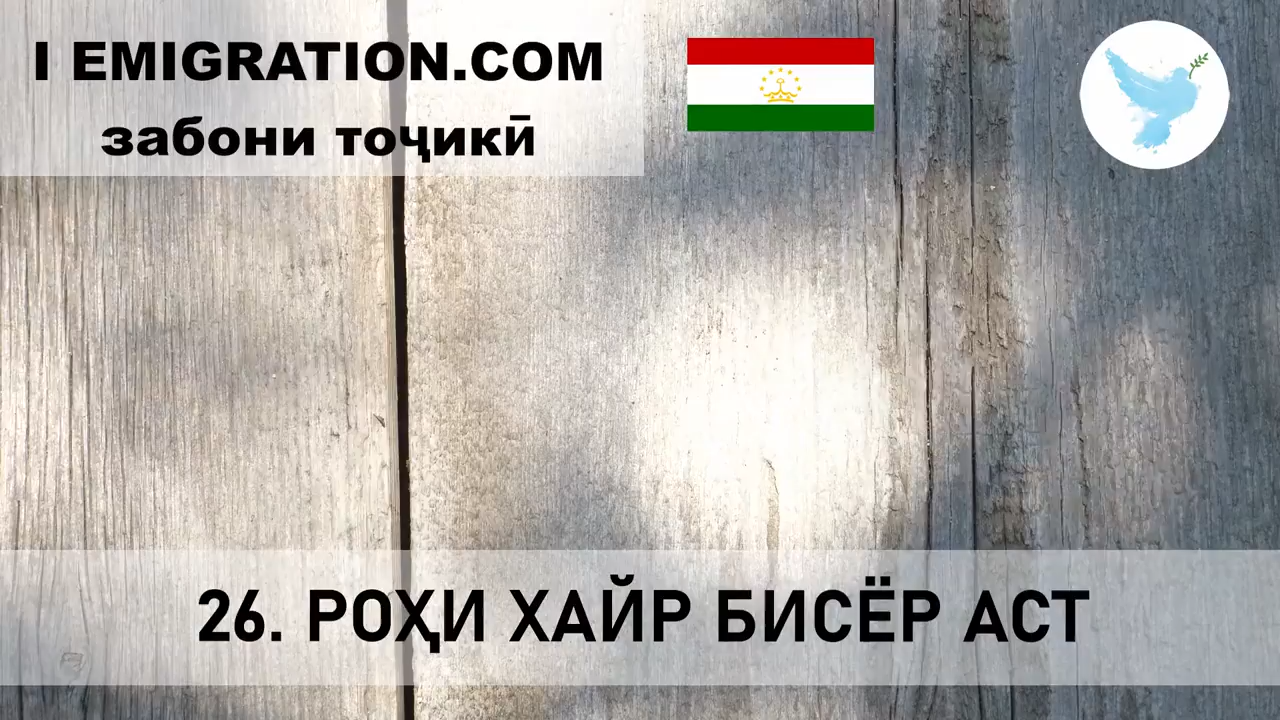 I EMIGRATION.COM
забони тоҷикӣ
26. РОҲИ ХАЙР БИСЁР АСТ